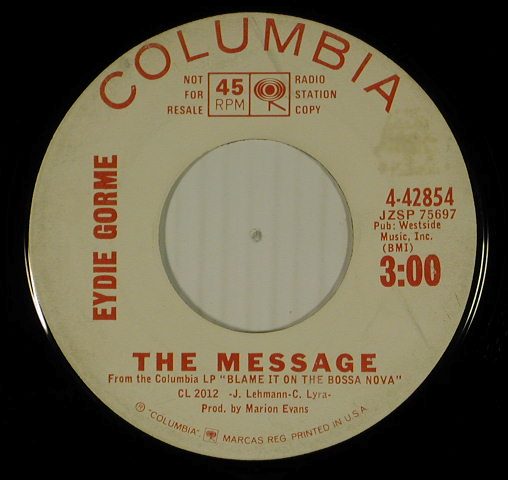 COLUMBIA
NOT FOR RESALE
45 RPM
RADIO STATION COPY
EYDIE GORME
4-42854
JZSP 75697
Pub: Westside
Music, Inc.
(BMI)
3:00
THE MESSAGE
From the Columbia LP "BLAME IT ON THE BOSSA NOVA"
CL 2012 -J. Lehmann-C. Lyra-
Prod. by Marion Evans
Ⓟ "COLUMBIA", MARCAS REG. PRINTED IN U.S.A.